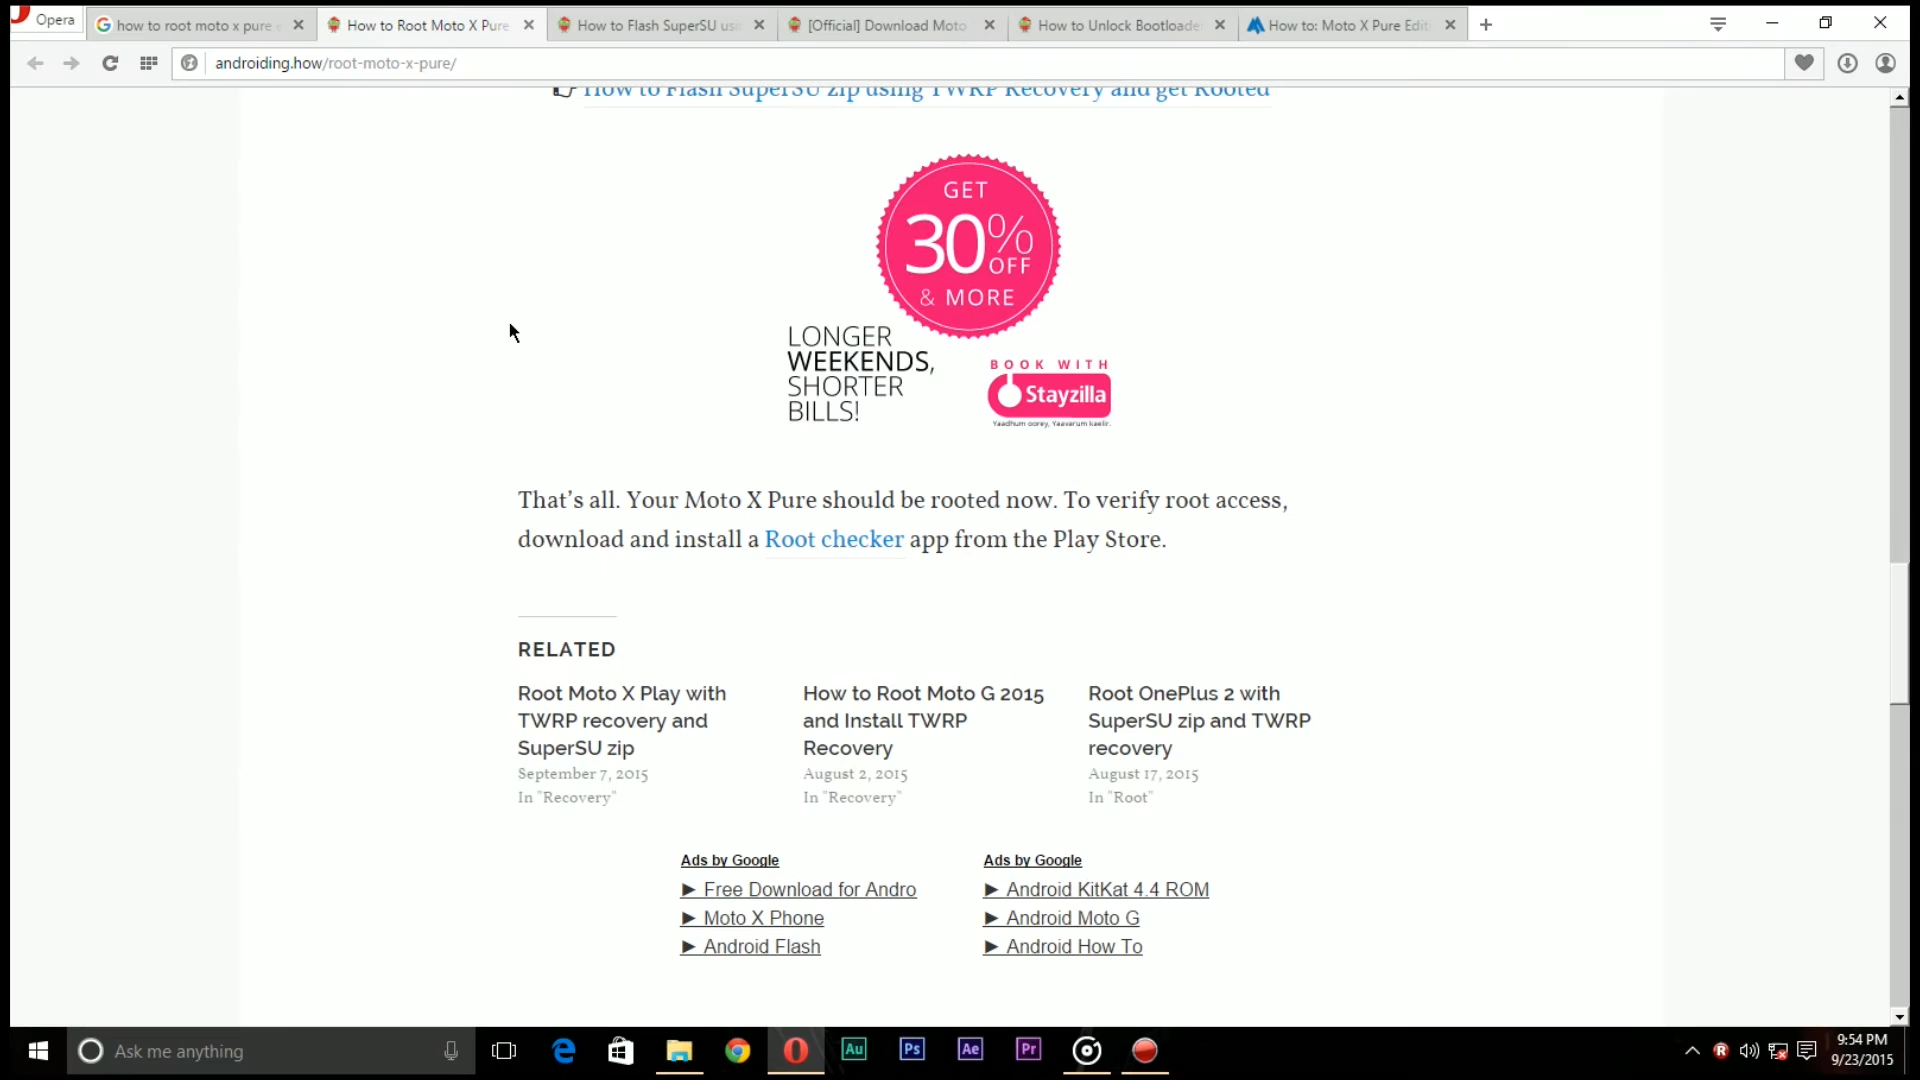 Opera
how to root moto x pure e
How to Root Moto X Pure
How to Flash SuperSU usi
[Official] Download Moto
How to Unlock Bootloade
How to: Moto X Pure Edit
androiding.how/root-moto-x-pure/
How to Flash SuperSU zip using TWRP Recovery and get Rooted
GET
30% OFF
& MORE
LONGER
WEEKENDS,
SHORTER
BILLS!
BOOK WITH
Stayzilla
Yaadhum oorey, Yaavarum kaelir.
That's all. Your Moto X Pure should be rooted now. To verify root access,
download and install a Root checker app from the Play Store.
RELATED
Root Moto X Play with
TWRP recovery and
SuperSU zip
September 7, 2015
In "Recovery"
How to Root Moto G 2015
and Install TWRP
Recovery
August 2, 2015
In "Recovery"
Root OnePlus 2 with
SuperSU zip and TWRP
recovery
August 17, 2015
In "Root"
Ads by Google
► Free Download for Andro
► Moto X Phone
► Android Flash
Ads by Google
► Android KitKat 4.4 ROM
► Android Moto G
► Android How To
Ask me anything
Au
Ps
Ae
Pr
R
9:54 PM
9/23/2015